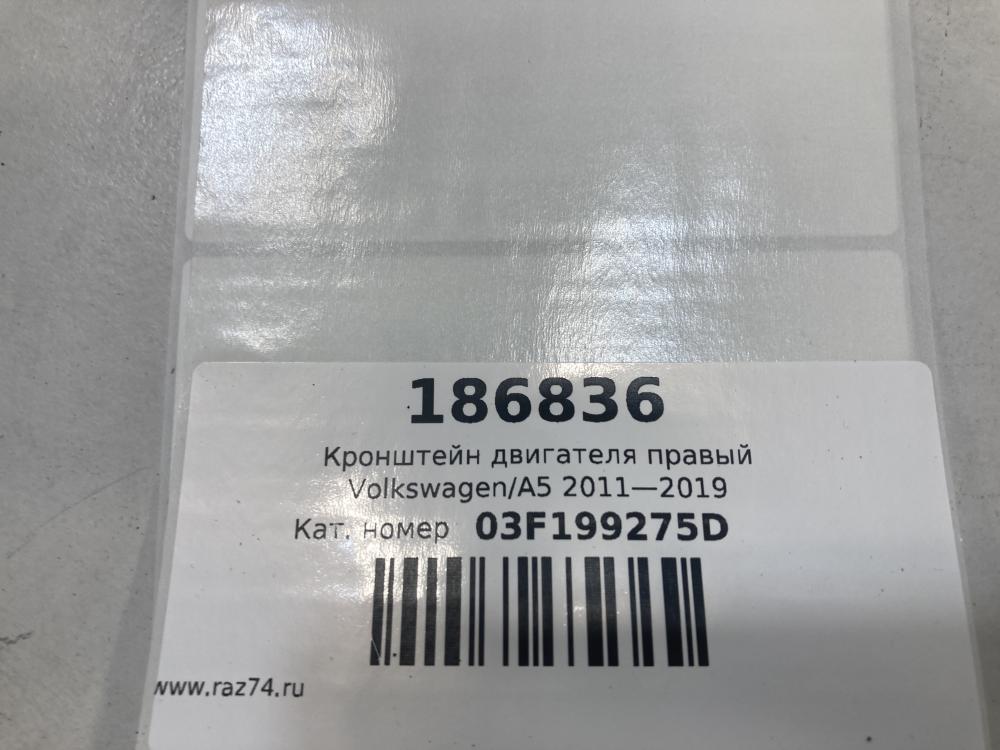 186836
Кронштейн двигателя правый
Volkswagen/A5 2011—2019
Кат. номер 03F199275D
www.raz74.ru